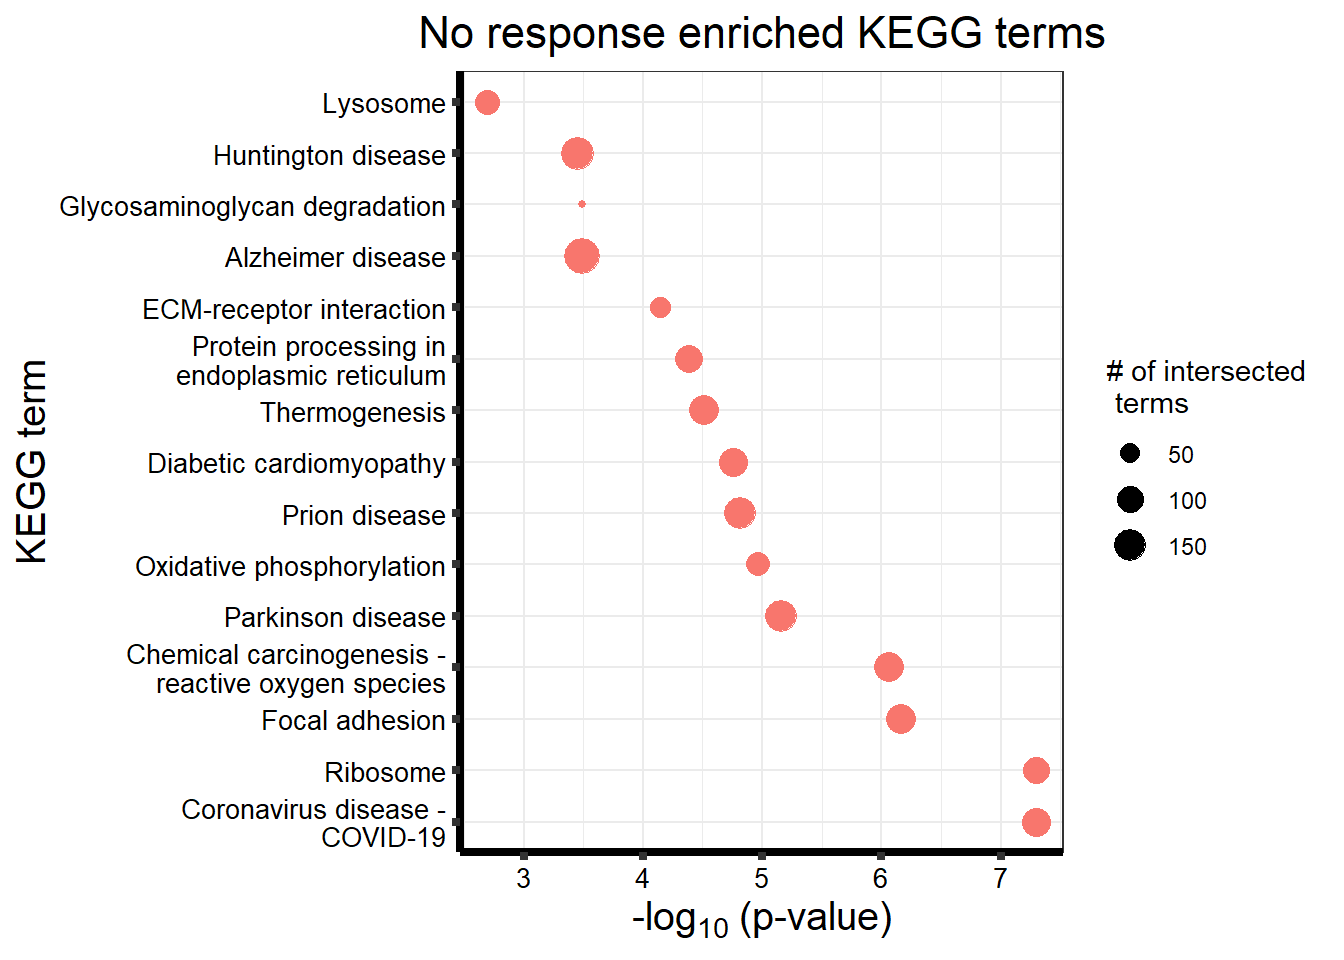 No response enriched KEGG terms
KEGG term
Lysosome
Huntington disease
Glycosaminoglycan degradation
Alzheimer disease
ECM-receptor interaction
Protein processing in
endoplasmic reticulum
Thermogenesis
Diabetic cardiomyopathy
Prion disease
Oxidative phosphorylation
Parkinson disease
Chemical carcinogenesis -
reactive oxygen species
Focal adhesion
Ribosome
Coronavirus disease -
COVID-19
3 4 5 6 7
-log10 (p-value)
# of intersected
terms
50
100
150